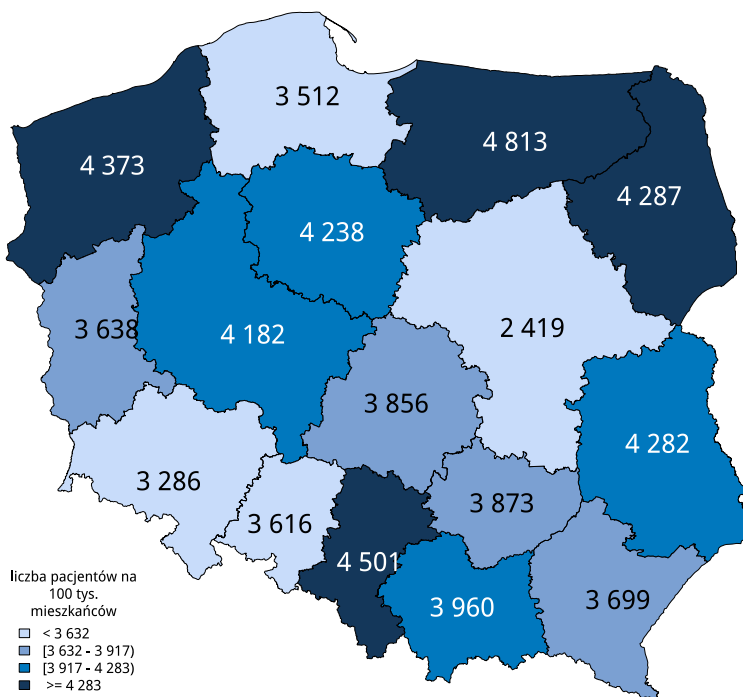 3 512
4 813
4 373
4 287
4 238
3 638
4 182
2 419
3 856
4 282
3 286
3 873
3 616
4 501
3 960
3 699
liczba pacjentów na
100 tys.
mieszkańców
< 3 632
[3 632 - 3 917)
[3 917 - 4 283)
>= 4 283